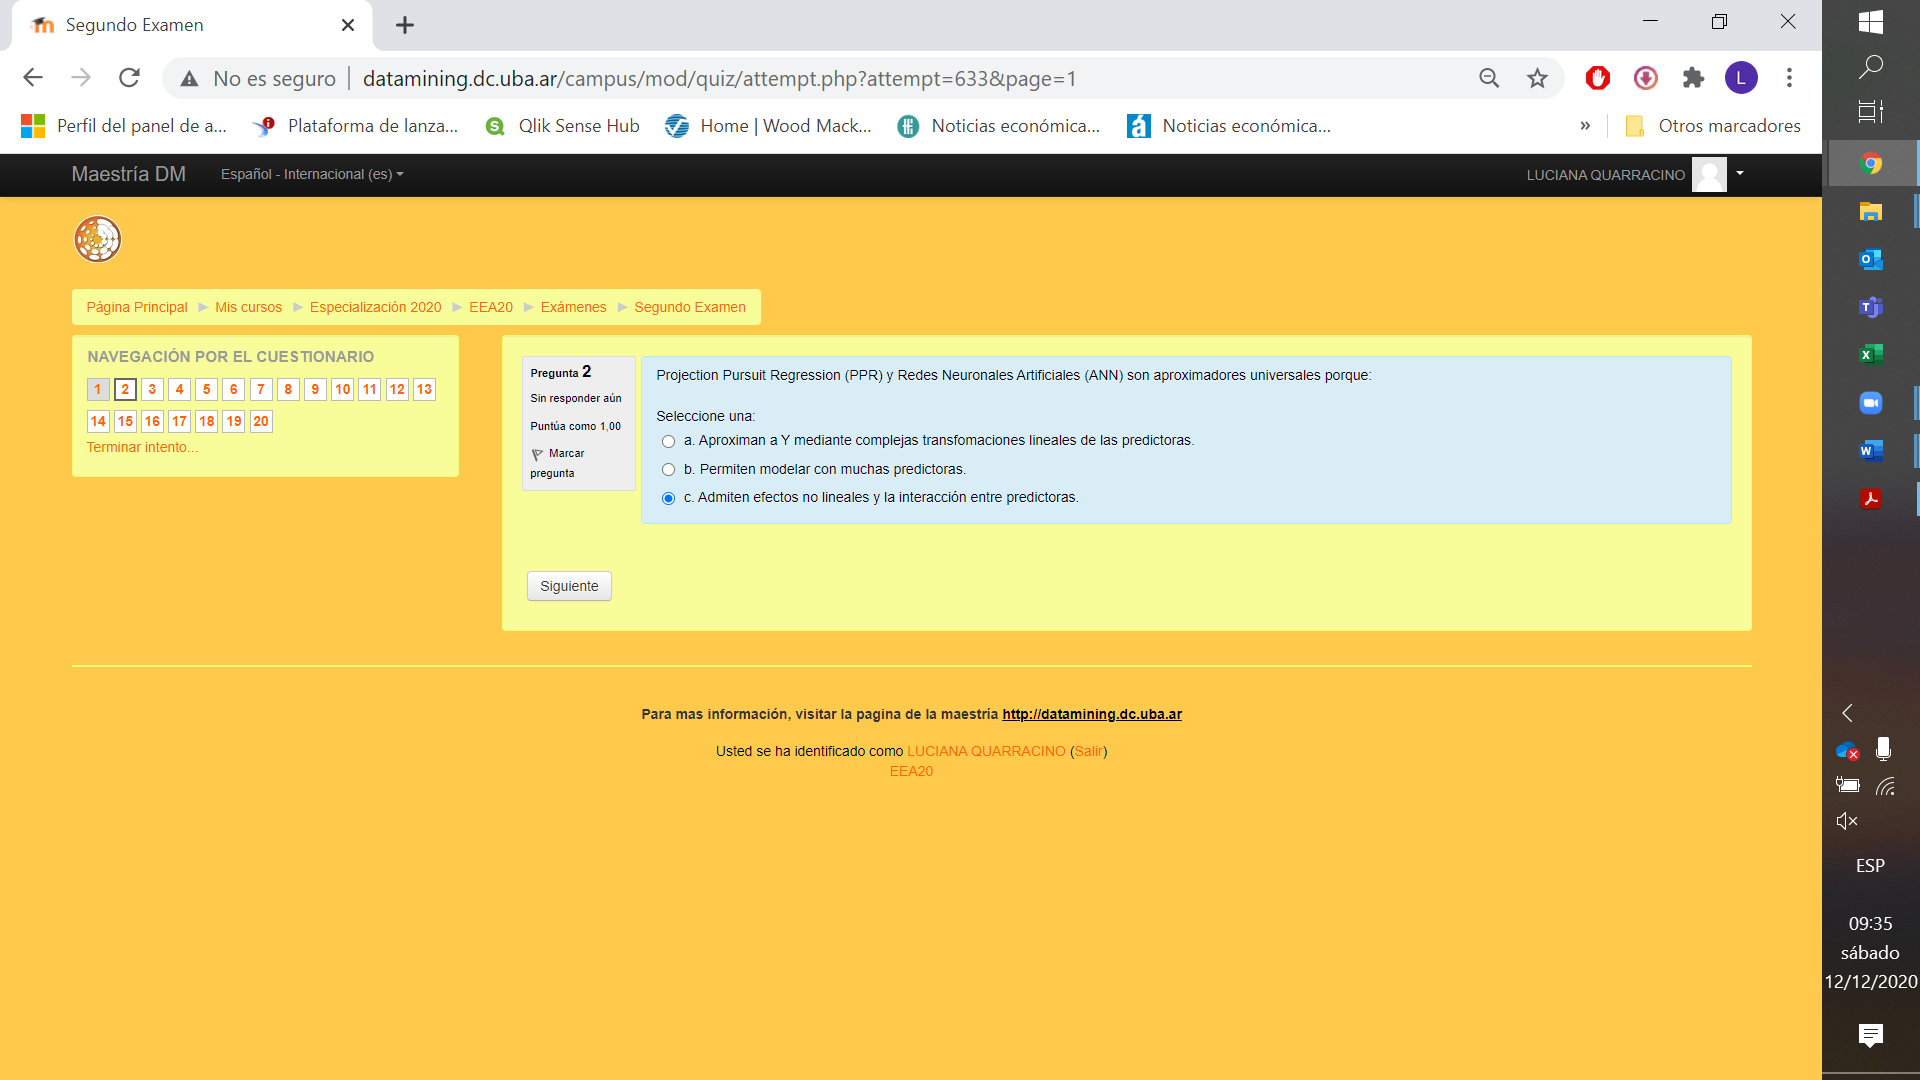 Segundo Examen
No es seguro | datamining.dc.uba.ar/campus/mod/quiz/attempt.php?attempt=633&page=1
L
Perfil del panel de a...
Plataforma de lanza...
Qlik Sense Hub
Home | Wood Mack...
Noticias económica...
Noticias económica...
»
Otros marcadores
Maestría DM
Español - Internacional (es)
LUCIANA QUARRACINO
Página Principal ► Mis cursos ► Especialización 2020 ► EEA20 ► Exámenes ► Segundo Examen
NAVEGACIÓN POR EL CUESTIONARIO
1 2 3 4 5 6 7 8 9 10 11 12 13
14 15 16 17 18 19 20
Terminar intento...
Pregunta 2
Sin responder aún
Puntúa como 1,00
Marcar
pregunta
Projection Pursuit Regression (PPR) y Redes Neuronales Artificiales (ANN) son aproximadores universales porque:
Seleccione una:
a. Aproximan a Y mediante complejas transfomaciones lineales de las predictoras.
b. Permiten modelar con muchas predictoras.
c. Admiten efectos no lineales y la interacción entre predictoras.
Siguiente
Para mas información, visitar la pagina de la maestría http://datamining.dc.uba.ar
Usted se ha identificado como LUCIANA QUARRACINO (Salir)
EEA20
ESP
09:35
sábado
12/12/2020